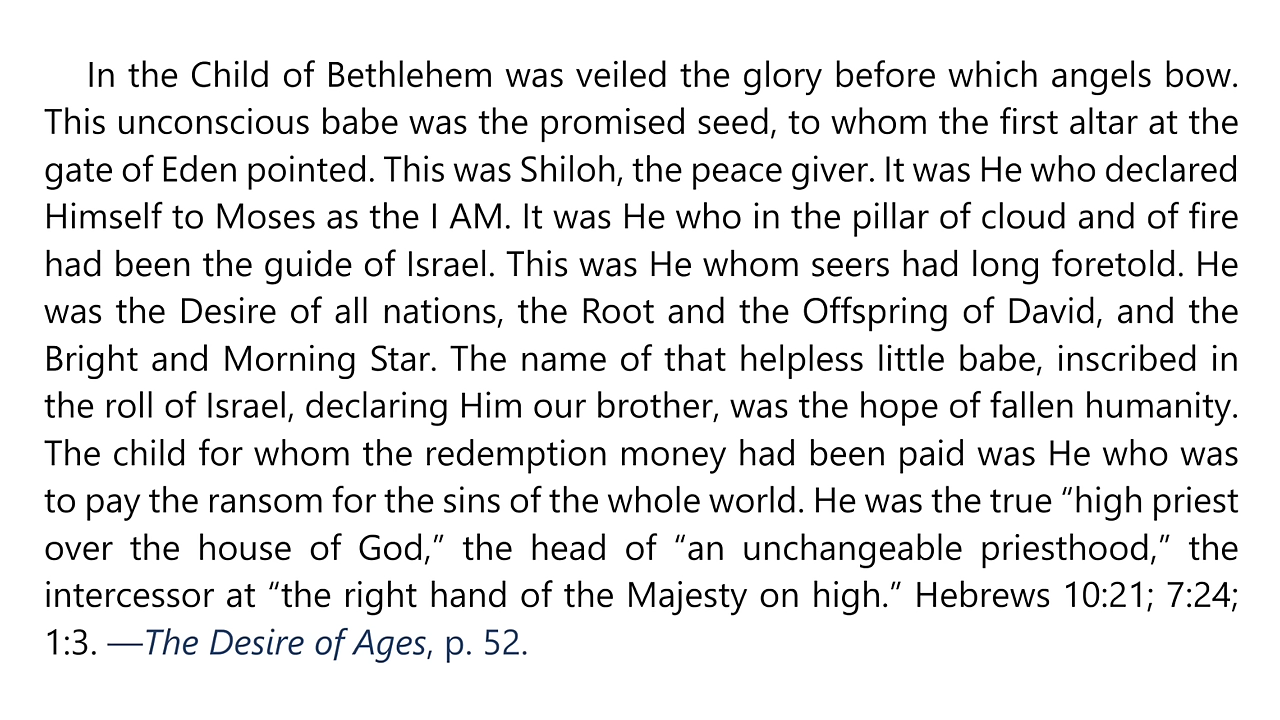 In the Child of Bethlehem was veiled the glory before which angels bow.
This unconscious babe was the promised seed, to whom the first altar at the
gate of Eden pointed. This was Shiloh, the peace giver. It was He who declared
Himself to Moses as the I AM. It was He who in the pillar of cloud and of fire
had been the guide of Israel. This was He whom seers had long foretold. He
was the Desire of all nations, the Root and the Offspring of David, and the
Bright and Morning Star. The name of that helpless little babe, inscribed in
the roll of Israel, declaring Him our brother, was the hope of fallen humanity.
The child for whom the redemption money had been paid was He who was
to pay the ransom for the sins of the whole world. He was the true “high priest
over the house of God,” the head of “an unchangeable priesthood,” the
intercessor at “the right hand of the Majesty on high.” Hebrews 10:21; 7:24;
1:3. —The Desire of Ages, p. 52.